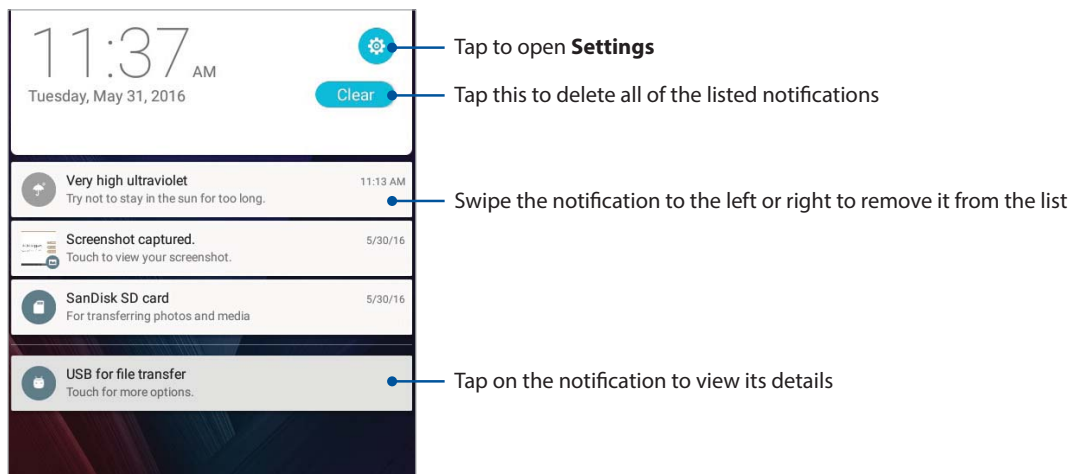 11:37 AM
Tuesday, May 31, 2016
Clear
Very high ultraviolet 11:13 AM
Try not to stay in the sun for too long.
Screenshot captured. 5/30/16
Touch to view your screenshot.
SanDisk SD card 5/30/16
For transferring photos and media
USB for file transfer
Touch for more options.
Tap to open Settings
Tap this to delete all of the listed notifications
Swipe the notification to the left or right to remove it from the list
Tap on the notification to view its details